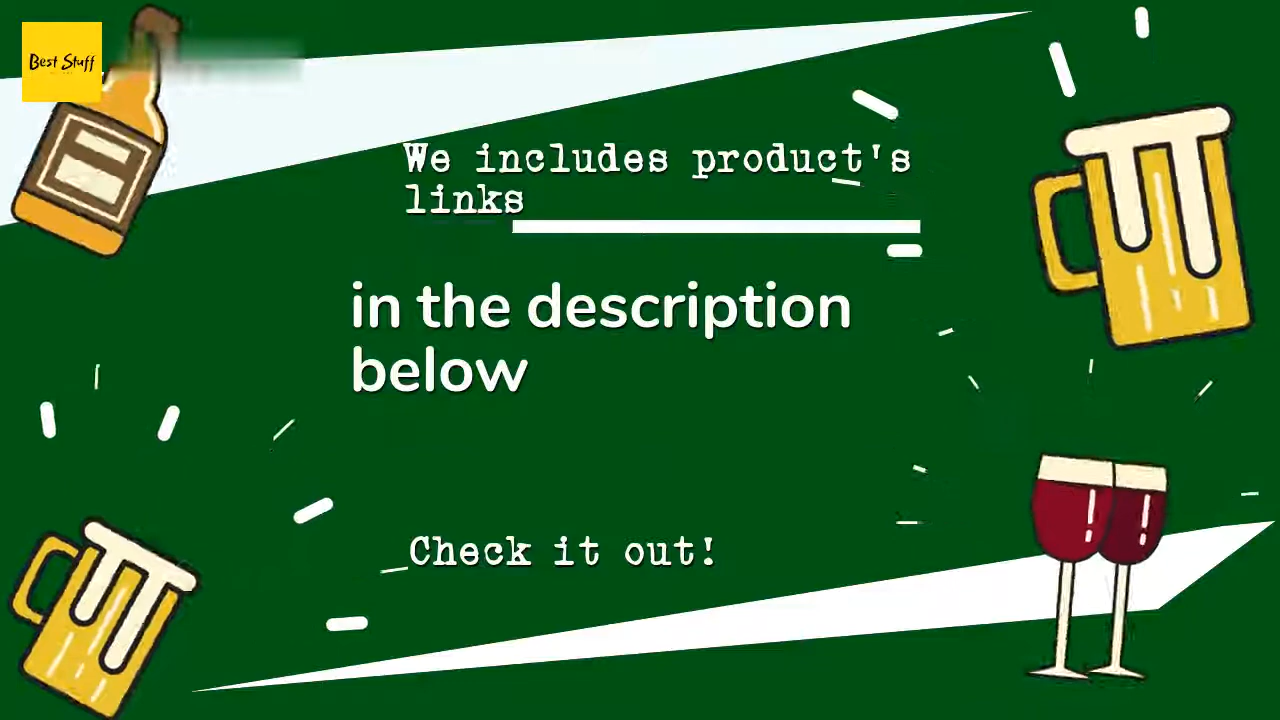 Best Stuff
We includes product's
links
in the description
below
Check it out!